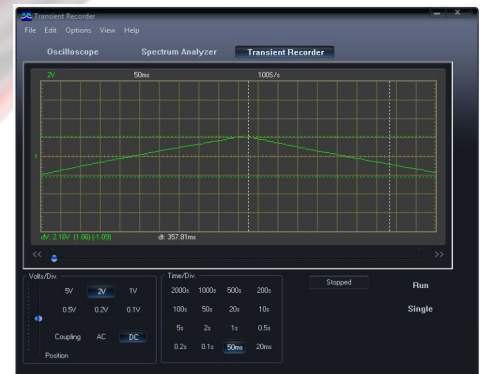 Transient Recorder
File Edit Options View Help
Oscilloscope Spectrum Analyzer Transient Recorder
2V 50ms 100S/s
1
dV: 2.16V (1.06) (-1.09) dt: 357.81ms
<< >>
Volts/Div.
5V 2V 1V
0.5V 0.2V 0.1V
Coupling AC DC
Position
Time/Div.
2000s 1000s 500s 200s
100s 50s 20s 10s
5s 2s 1s 0.5s
0.2s 0.1s 50ms 20ms
Stopped Run
Single